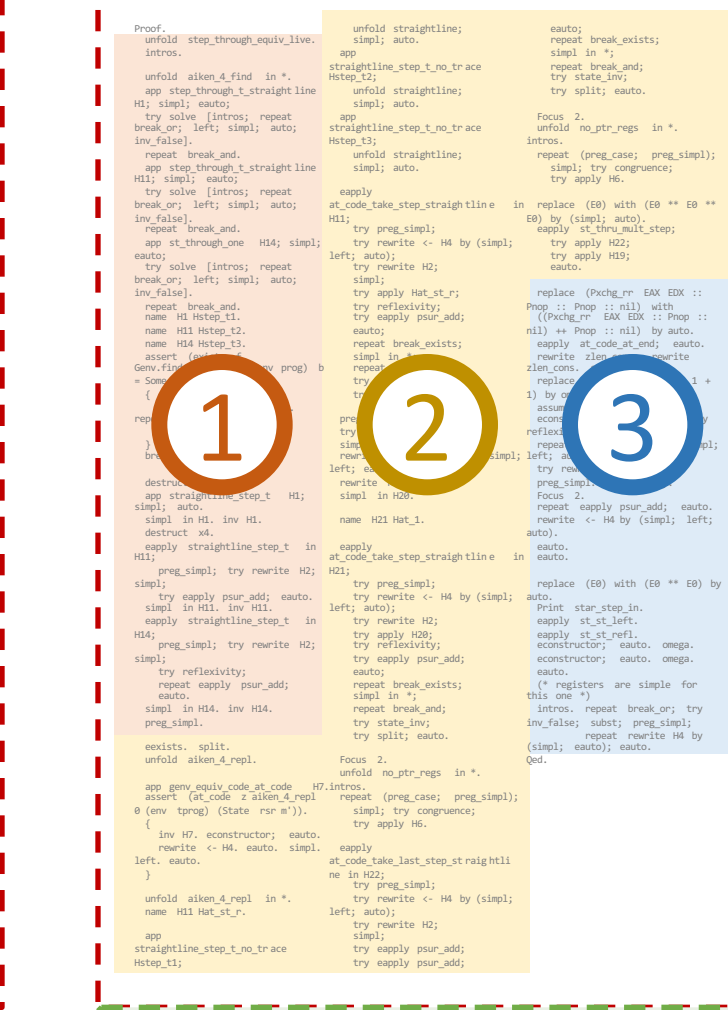 Proof.
unfold step_through_equiv_live.
intros.
unfold aiken_4_find in *.
app step_through_t_straight line
H1; simpl; eauto;
try solve [intros; repeat
break_or; left; simpl; auto;
inv_false].
repeat break_and.
app step_through_t_straight line
H11; simpl; eauto;
try solve [intros; repeat
break_or; left; simpl; auto;
inv_false].
repeat break_and.
app st_through_one H14; simpl;
eauto;
try solve [intros; repeat
break_or; left; simpl; auto;
inv_false].
repeat break_and.
name H1 Hstep_t1.
name H11 Hstep_t2.
name H14 Hstep_t3.
assert
prog) b
= Some
{
}
1
app straightline_step_t H1;
simpl; auto.
simpl in H1. inv H1.
destruct x4.
eapply straightline_step_t in
H11;
preg_simpl; try rewrite H2;
simpl;
try eapply psur_add; eauto.
simpl in H11. inv H11.
eapply straightline_step_t in
H14;
preg_simpl; try rewrite H2;
simpl;
try reflexivity;
repeat eapply psur_add;
eauto.
simpl in H14. inv H14.
preg_simpl.
eexists. split.
unfold aiken_4_repl.
app genv_equiv_code_at_code H7.
assert (at_code z aiken_4_repl
0 (env tprog) (State rsr m')).
{
inv H7. econstructor; eauto.
rewrite <- H4. eauto. simpl.
left. eauto.
}
unfold aiken_4_repl in *.
name H11 Hat_st_r.
app
straightline_step_t_no_tr ace
Hstep_t1;
unfold straightline;
simpl; auto.
app
straightline_step_t_no_tr ace
Hstep_t2;
unfold straightline;
simpl; auto.
app
straightline_step_t_no_tr ace
Hstep_t3;
unfold straightline;
simpl; auto.
eapply
at_code_take_step_straigh tlin e in
H11;
try preg_simpl;
try rewrite <- H4 by (simpl;
left; auto);
try rewrite H2;
simpl;
try apply Hat_st_r;
try reflexivity;
try eapply psur_add;
eauto;
repeat break_exists;
simpl in *;
repeat
try
2
simpl;
left;
rewrite
simpl in H20.
name H21 Hat_1.
eapply
at_code_take_step_straigh tlin e in
H21;
try preg_simpl;
try rewrite <- H4 by (simpl;
left; auto);
try rewrite H2;
try apply H20;
try reflexivity;
try eapply psur_add;
eauto;
repeat break_exists;
simpl in *;
repeat break_and;
try state_inv;
try split; eauto.
Focus 2.
unfold no_ptr_regs in *.
intros.
repeat (preg_case; preg_simpl);
simpl; try congruence;
try apply H6.
eapply
at_code_take_last_step_st raig htli
ne in H22;
try preg_simpl;
try rewrite <- H4 by (simpl;
left; auto);
try rewrite H2;
simpl;
try eapply psur_add;
try eapply psur_add;
eauto;
repeat break_exists;
simpl in *;
repeat break_and;
try state_inv;
try split; eauto.
Focus 2.
unfold no_ptr_regs in *.
intros.
repeat (preg_case; preg_simpl);
simpl; try congruence;
try apply H6.
replace (E0) with (E0 ** E0 **
E0) by (simpl; auto).
eapply st_thru_mult_step;
try apply H22;
try apply H19;
eauto.
replace (Pxchg_rr EAX EDX ::
Pnop :: Pnop :: nil) with
((Pxchg_rr EAX EDX :: Pnop ::
nil) ++ Pnop :: nil) by auto.
eapply at_code_at_end; eauto.
rewrite rewrite
zlen_cons.
replace 1 +
1) by
3
left;
try
preg_simpl.
Focus 2.
repeat eapply psur_add; eauto.
rewrite <- H4 by (simpl; left;
auto).
eauto.
eauto.
replace (E0) with (E0 ** E0) by
auto.
Print star_step_in.
eapply st_st_left.
eapply st_st_refl.
econstructor; eauto. omega.
econstructor; eauto. omega.
eauto.
(* registers are simple for
this one *)
intros. repeat break_or; try
inv_false; subst; preg_simpl;
repeat rewrite H4 by
(simpl; eauto); eauto.
Qed.